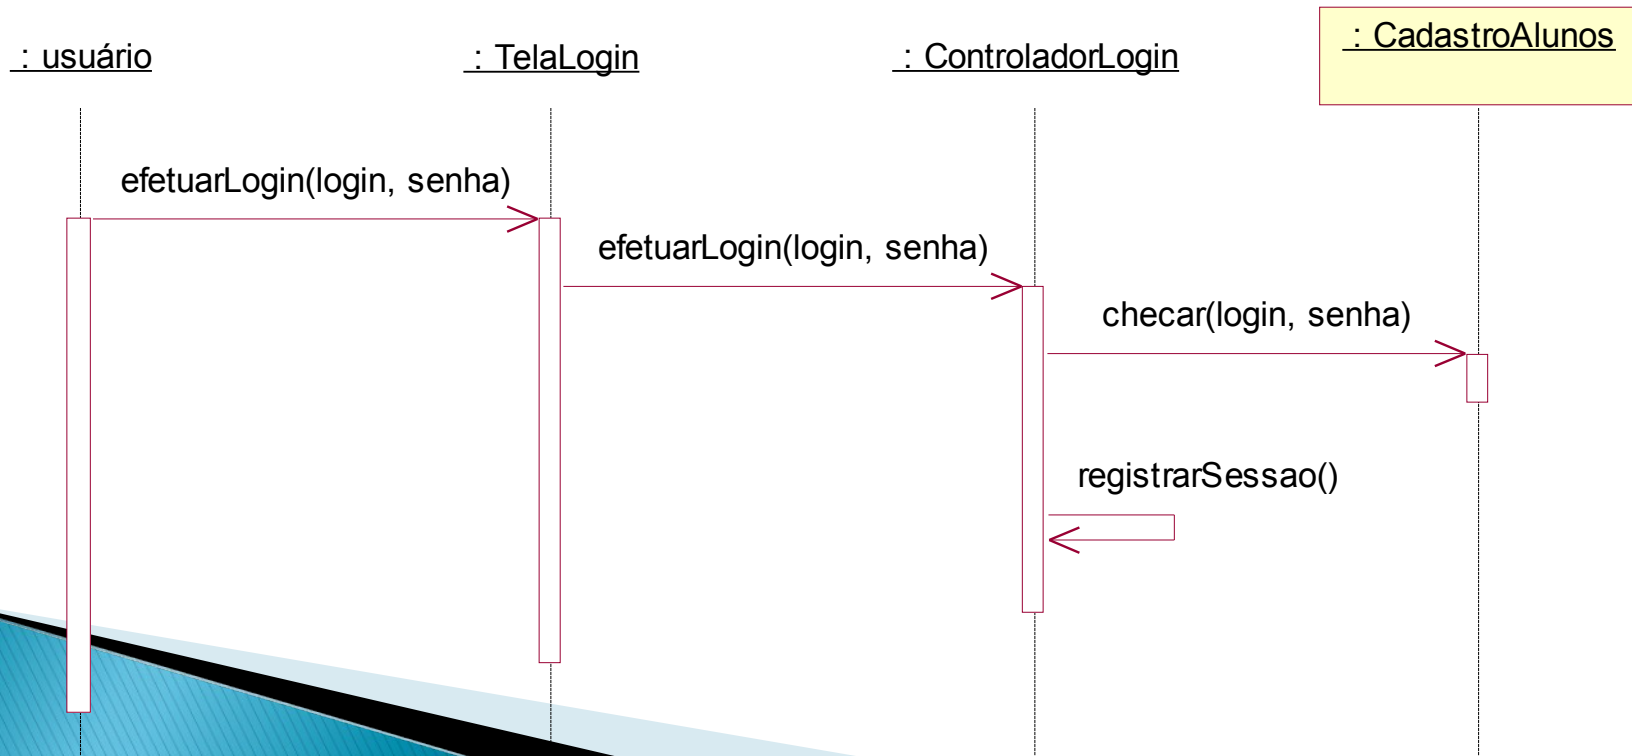 : usuário
: TelaLogin
: ControladorLogin
: CadastroAlunos
efetuarLogin(login, senha)
efetuarLogin(login, senha)
checar(login, senha)
registrarSessao()